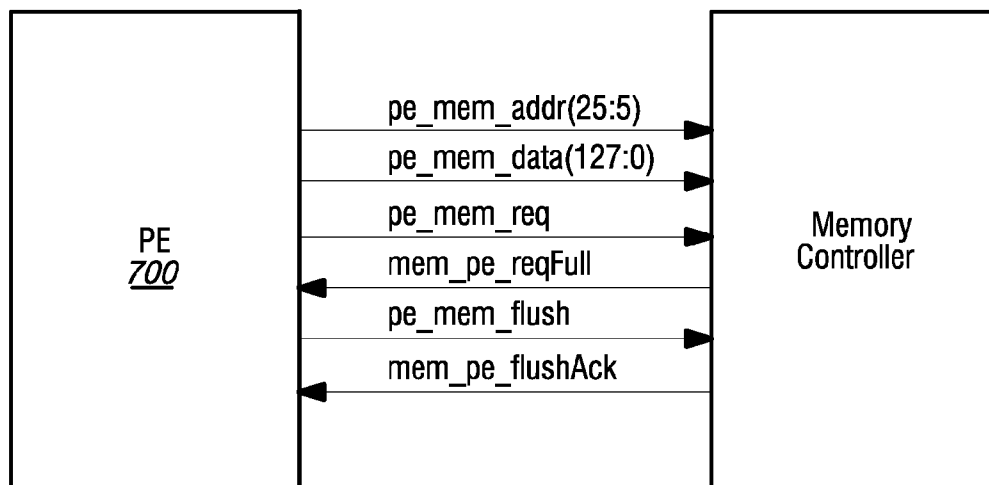 pe_mem_addr(25:5)
pe_mem_data(127:0)
pe_mem_req
mem_pe_reqFull
pe_mem_flush
mem_pe_flushAck
PE
700
Memory
Controller